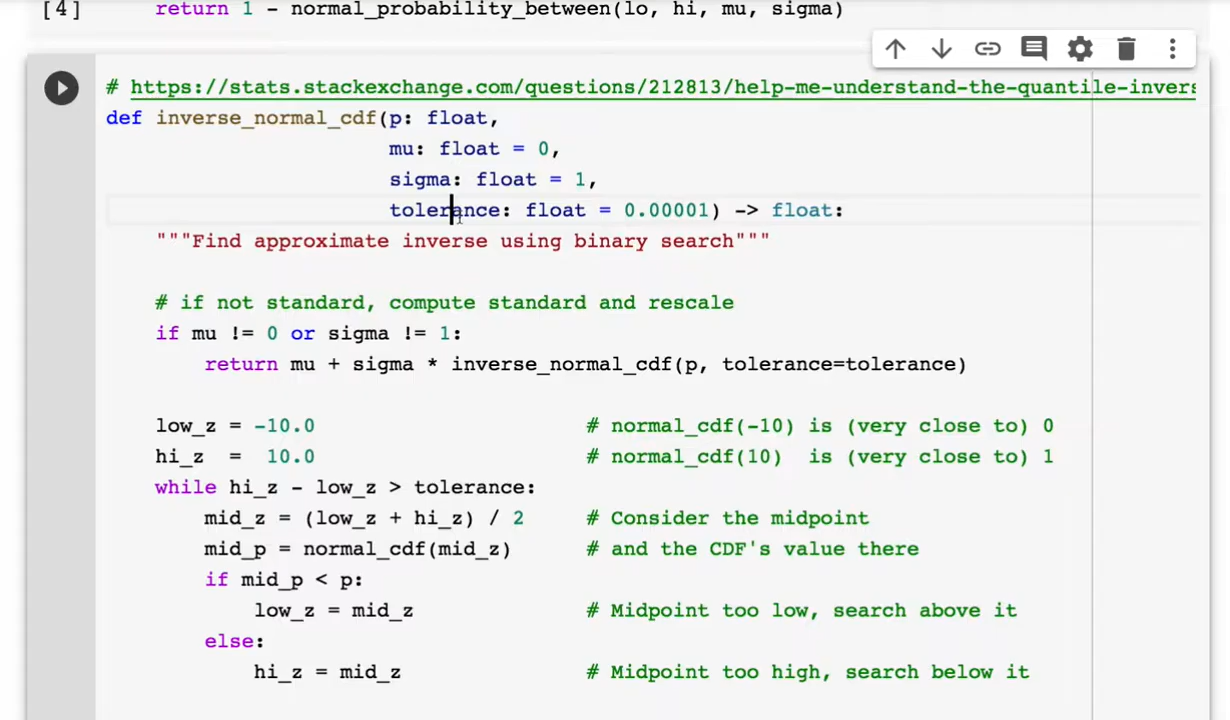 [4] return 1 - normal_probability_between(lo, hi, mu, sigma)
# https://stats.stackexchange.com/questions/212813/help-me-understand-the-quantile-invers
def inverse_normal_cdf(p: float,
mu: float = 0,
sigma: float = 1,
tolerance: float = 0.00001) -> float:
"""Find approximate inverse using binary search"""
# if not standard, compute standard and rescale
if mu != 0 or sigma != 1:
return mu + sigma * inverse_normal_cdf(p, tolerance=tolerance)
low_z = -10.0 # normal_cdf(-10) is (very close to) 0
hi_z  =  10.0 # normal_cdf(10)  is (very close to) 1
while hi_z - low_z > tolerance:
mid_z = (low_z + hi_z) / 2 # Consider the midpoint
mid_p = normal_cdf(mid_z) # and the CDF's value there
if mid_p < p:
low_z = mid_z # Midpoint too low, search above it
else:
hi_z = mid_z # Midpoint too high, search below it